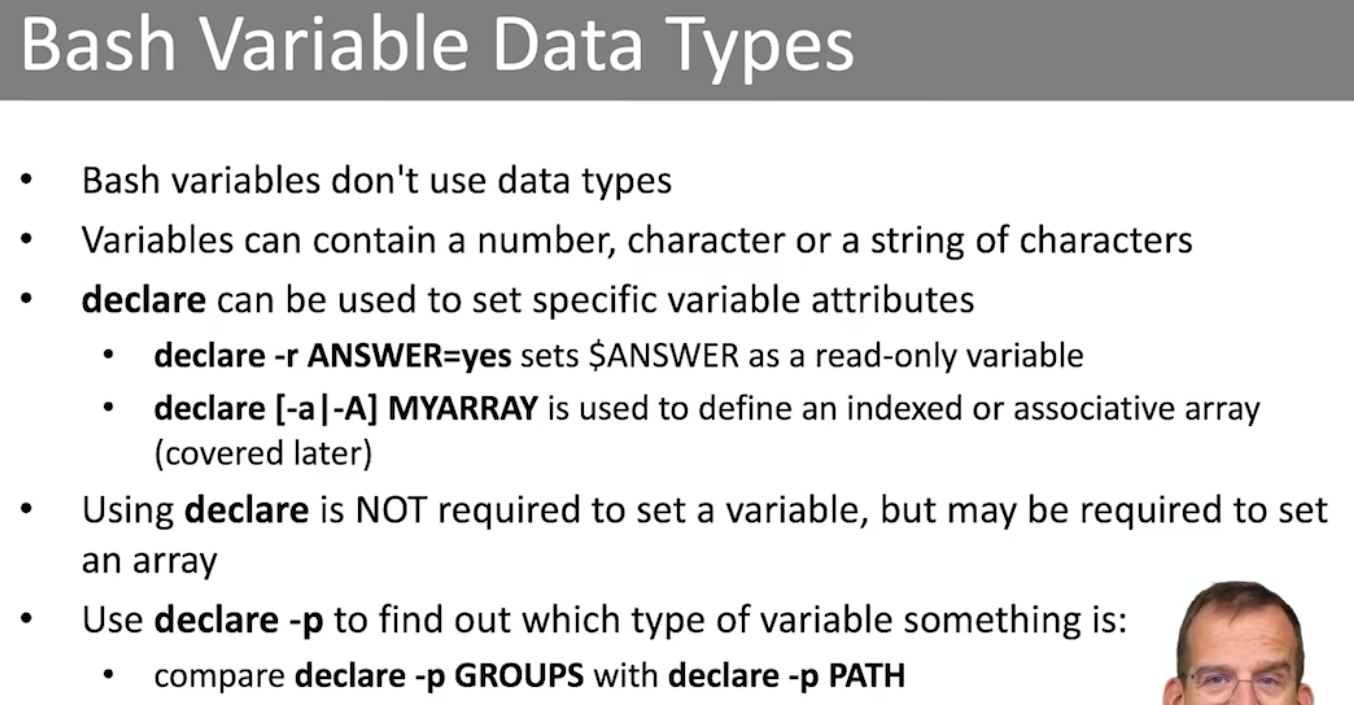 Bash Variable Data Types
• Bash variables don't use data types
• Variables can contain a number, character or a string of characters
• declare can be used to set specific variable attributes
• declare -r ANSWER=yes sets $ANSWER as a read-only variable
• declare [-a|-A] MYARRAY is used to define an indexed or associative array
(covered later)
• Using declare is NOT required to set a variable, but may be required to set
an array
• Use declare -p to find out which type of variable something is:
• compare declare -p GROUPS with declare -p PATH